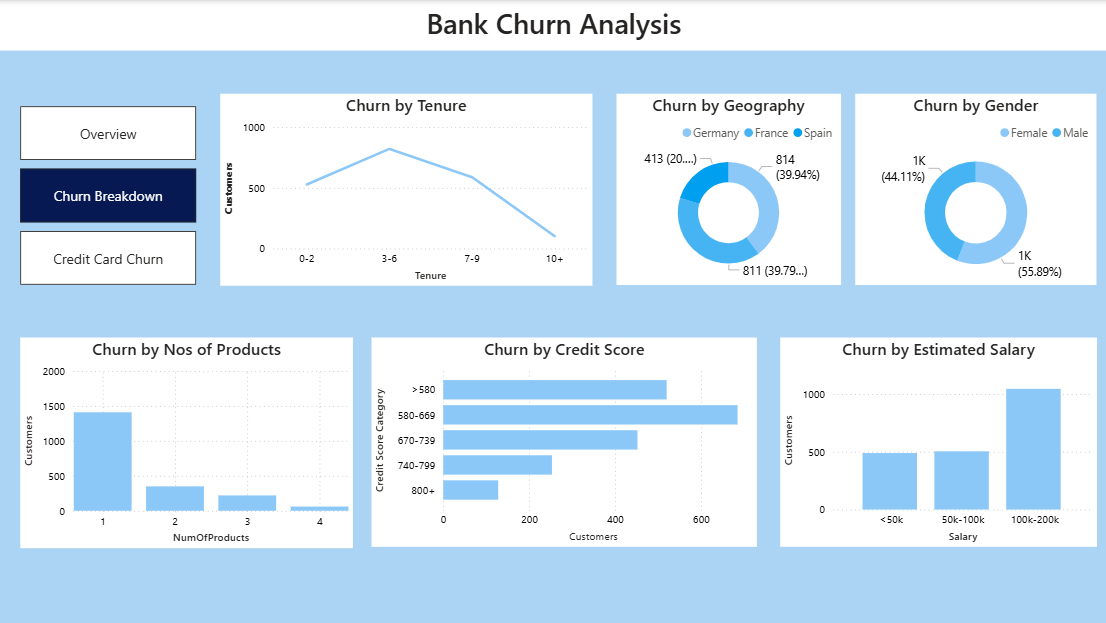 Bank Churn Analysis
Overview
Churn Breakdown
Credit Card Churn
Churn by Tenure
Customers
1000
500
0
0-2
3-6
7-9
10+
Tenure
Churn by Geography
Germany France Spain
413 (20....)
814
(39.94%)
811 (39.79...)
Churn by Gender
Female Male
1K
(44.11%)
1K
(55.89%)
Churn by Nos of Products
Customers
2000
1500
1000
500
0
1
2
3
4
NumOfProducts
Churn by Credit Score
Credit Score Category
>580
580-669
670-739
740-799
800+
0
200
400
600
Customers
Churn by Estimated Salary
Customers
1000
500
0
<50k
50k-100k
100k-200k
Salary